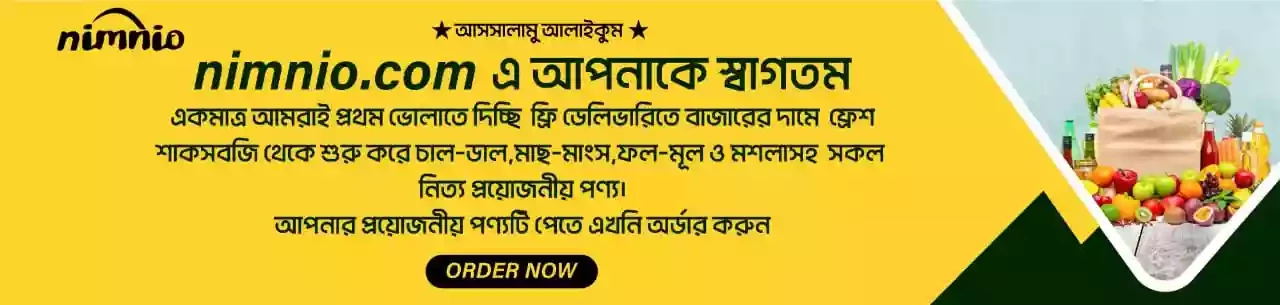 nimnio
★ আসসালামু আলাইকুম ★
nimnio.com এ আপনাকে স্বাগতম
একমাত্র আমরাই প্রথম ভোলাতে দিচ্ছি ফ্রি ডেলিভারিতে বাজারের দামে ফ্রেশ
শাকসবজি থেকে শুরু করে চাল-ডাল,মাছ-মাংস,ফল-মূল ও মশলাসহ সকল
নিত্য প্রয়োজনীয় পণ্য।
আপনার প্রয়োজনীয় পণ্যটি পেতে এখনি অর্ডার করুন
ORDER NOW